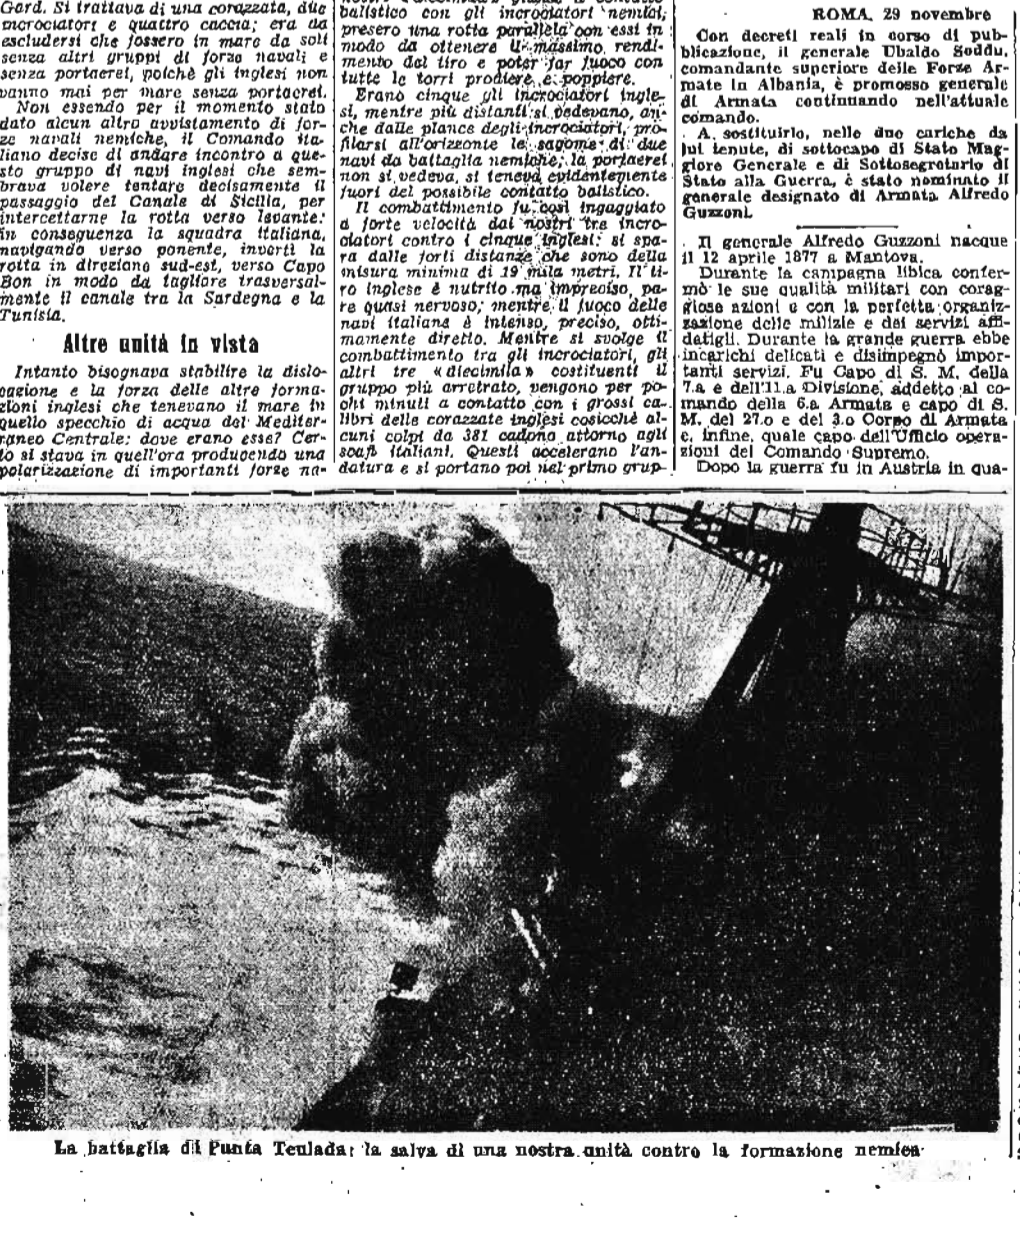 Gard. Si trattava di una corazzata, due
incrociatori e quattro caccia; era da
escludersi che fossero in mare da soli
senza altri gruppi di forze navali e
senza portaerei, poichè gli inglesi non
vanno mai per mare senza portaerei.
Non essendo per il momento stato
dato alcun altro avvistamento di for-
ze navali nemiche, il Comando ita-
liano decise di andare incontro a que-
sto gruppo di navi inglesi che sem-
brava volere tentare decisamente il
passaggio del Canale di Sicilia, per
intercettarne la rotta verso levante:
in conseguenza la squadra italiana,
navigando verso ponente, invertì la
rotta in direzione sud-est, verso Capo
Bon in modo da tagliare trasversal-
mente il canale tra la Sardegna e la
Tunisia.
Altre unità in vista
Intanto bisognava stabilire la dislo-
cazione e la forza delle altre forma-
zioni inglesi che tenevano il mare in
quello specchio di acqua del Mediter-
raneo Centrale: dove erano esse? Cer-
to si stava in quell'ora producendo una
polarizzazione di importanti forze na-
balistico con gli incrociatori nemici;
presero una rotta parallela con essi in
modo da ottenere il massimo rendi-
mento del tiro e poter far fuoco con
tutte le torri prodiere e poppiere.
Erano cinque gli incrociatori ingle-
si, mentre più distanti si vedevano, an-
che dalle plance degli incrociatori, pro-
filarsi all'orizzonte le sagome di due
navi da battaglia nemiche; la portaerei
non si vedeva, si teneva evidentemente
fuori del possibile contatto balistico.
Il combattimento fu così ingaggiato
a forte velocità dai nostri tre incro-
ciatori contro i cinque inglesi; si spa-
ra dalle forti distanze che sono della
misura minima di 19 mila metri. Il ti-
ro inglese è nutrito ma impreciso, pa-
re quasi nervoso; mentre il fuoco delle
navi italiane è intenso, preciso, otti-
mamente diretto. Mentre si svolge il
combattimento tra gli incrociatori, gli
altri tre «diecimila» costituenti il
gruppo più arretrato, vengono per po-
chi minuti a contatto con i grossi ca-
libri delle corazzate inglesi cosicchè al-
cuni colpi da 381 cadono attorno agli
scafi italiani. Questi accelerano l'an-
datura e si portano poi nel primo grup-
ROMA, 29 novembre
Con decreti reali in corso di pub-
blicazione, il generale Ubaldo Soddu,
comandante superiore delle Forze Ar-
mate in Albania, è promosso generale
di Armata continuando nell'attuale
comando.
A sostituirlo, nelle due cariche da
lui tenute, di sottocapo di Stato Mag-
giore Generale e di Sottosegretario di
Stato alla Guerra, è stato nominato il
generale designato di Armata Alfredo
Guzzoni.
Il generale Alfredo Guzzoni nacque
il 12 aprile 1877 a Mantova.
Durante la campagna libica confer-
mò le sue qualità militari con corag-
giose azioni e con la perfetta organiz-
zazione delle milizie e dei servizi affi-
datigli. Durante la grande guerra ebbe
incarichi delicati e disimpegnò impor-
tanti servizi. Fu Capo di S. M. della
7.a e dell'11.a Divisione, addetto al co-
mando della 6.a Armata e capo di S.
M. del 27.o e del 3.o Corpo di Armata
e, infine, quale capo dell'Ufficio opera-
zioni del Comando Supremo.
Dopo la guerra fu in Austria in qua-
La battaglia di Punta Teulada: la salva di una nostra unità contro la formazione nemica